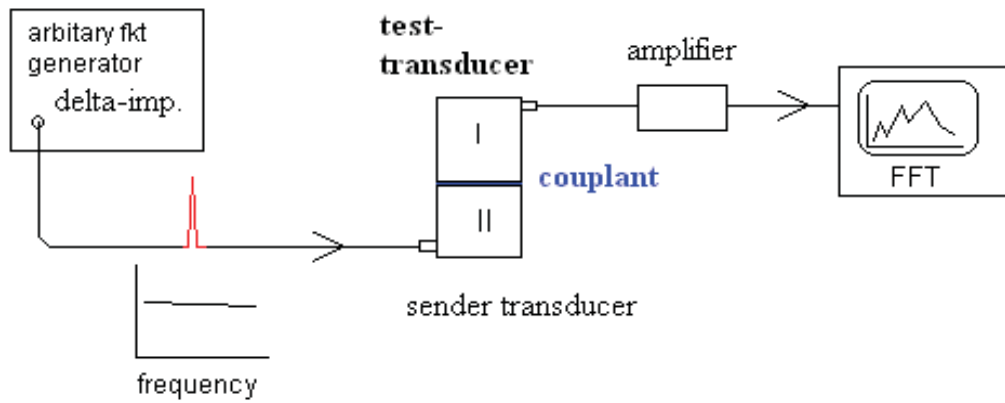 arbitary fkt
generator
delta-imp.
test-
transducer
amplifier
I
couplant
II
FFT
sender transducer
frequency